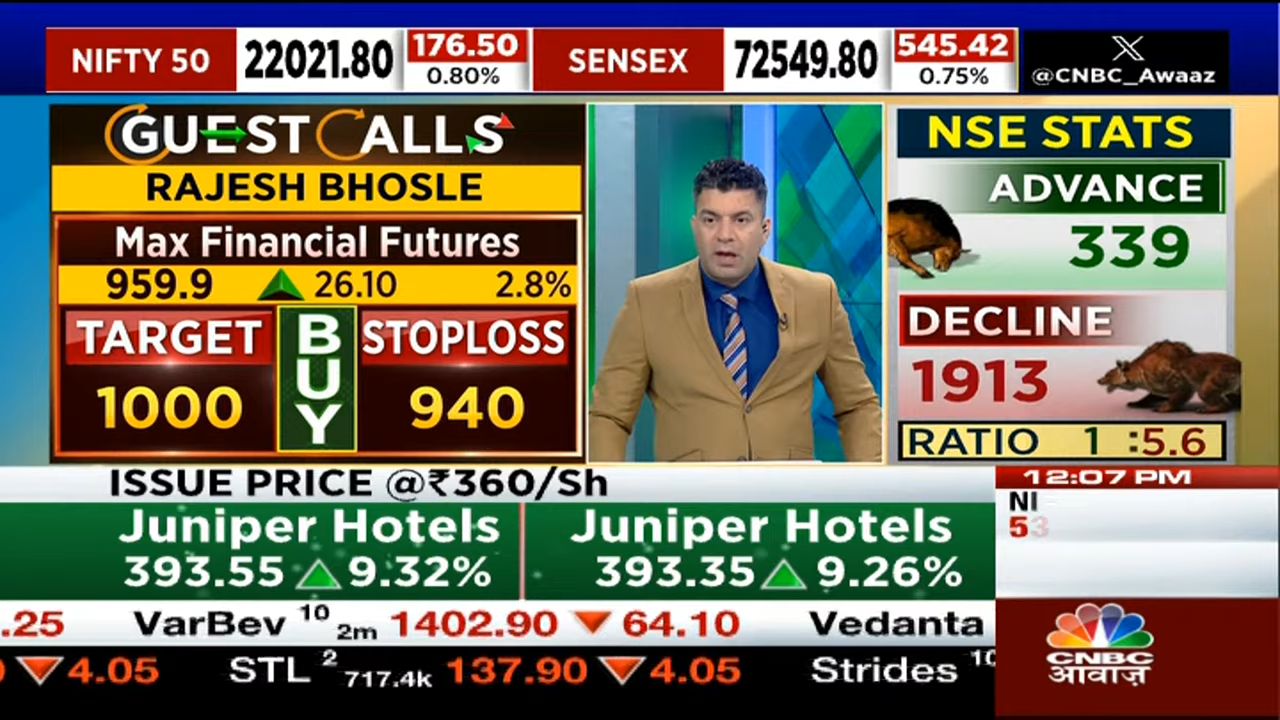 NIFTY 50 22021.80 176.50 0.80% SENSEX 72549.80 545.42 0.75%
@CNBC_Awaaz
GUEST CALLS
RAJESH BHOSLE
Max Financial Futures
959.9 26.10 2.8%
TARGET BUY STOPLOSS
1000 940
NSE STATS
ADVANCE
339
DECLINE
1913
RATIO 1 :5.6
ISSUE PRICE @₹360/Sh
Juniper Hotels Juniper Hotels
393.55 9.32% 393.35 9.26%
12:07 PM
NI
53
.25 VarBev 10 2m 1402.90 64.10 Vedanta
4.05 STL 2 717.4k 137.90 4.05 Strides
CNBC
आवाज़